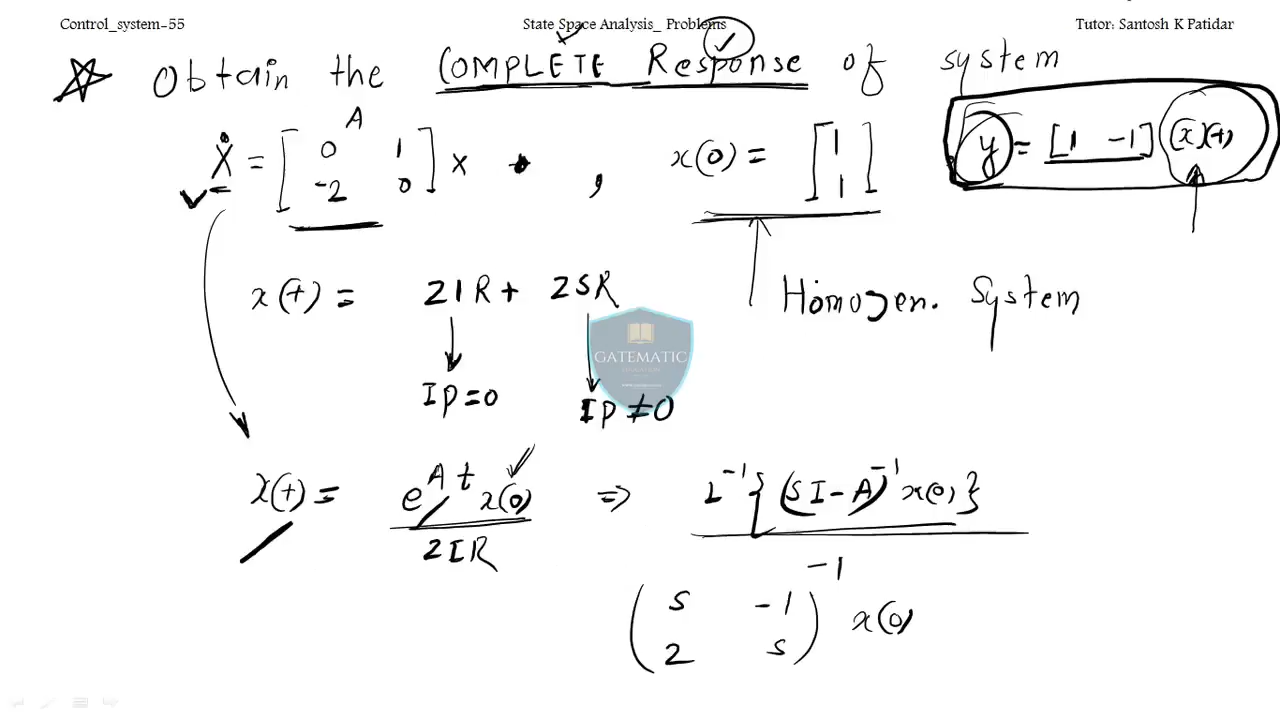 Control_system-55 State Space Analysis_ Problems Tutor: Santosh K Patidar
Obtain the COMPLETE Response of system
Ẋ = [ 0 1 ; -2 0 ] x , x(0) = [ 1 ; 1 ] y = [1 -1] (x)(t)
A
x(t) = ZIR + ZSR Homogen. System
GATEMATIC
EDUCATION
Ip=0 Ip ≠ 0
x(t) = e^At x(0) ⇒ L^-1{(SI-A)^-1 x(0)}
ZIR
( s -1 ; 2 s )^-1 x(0)